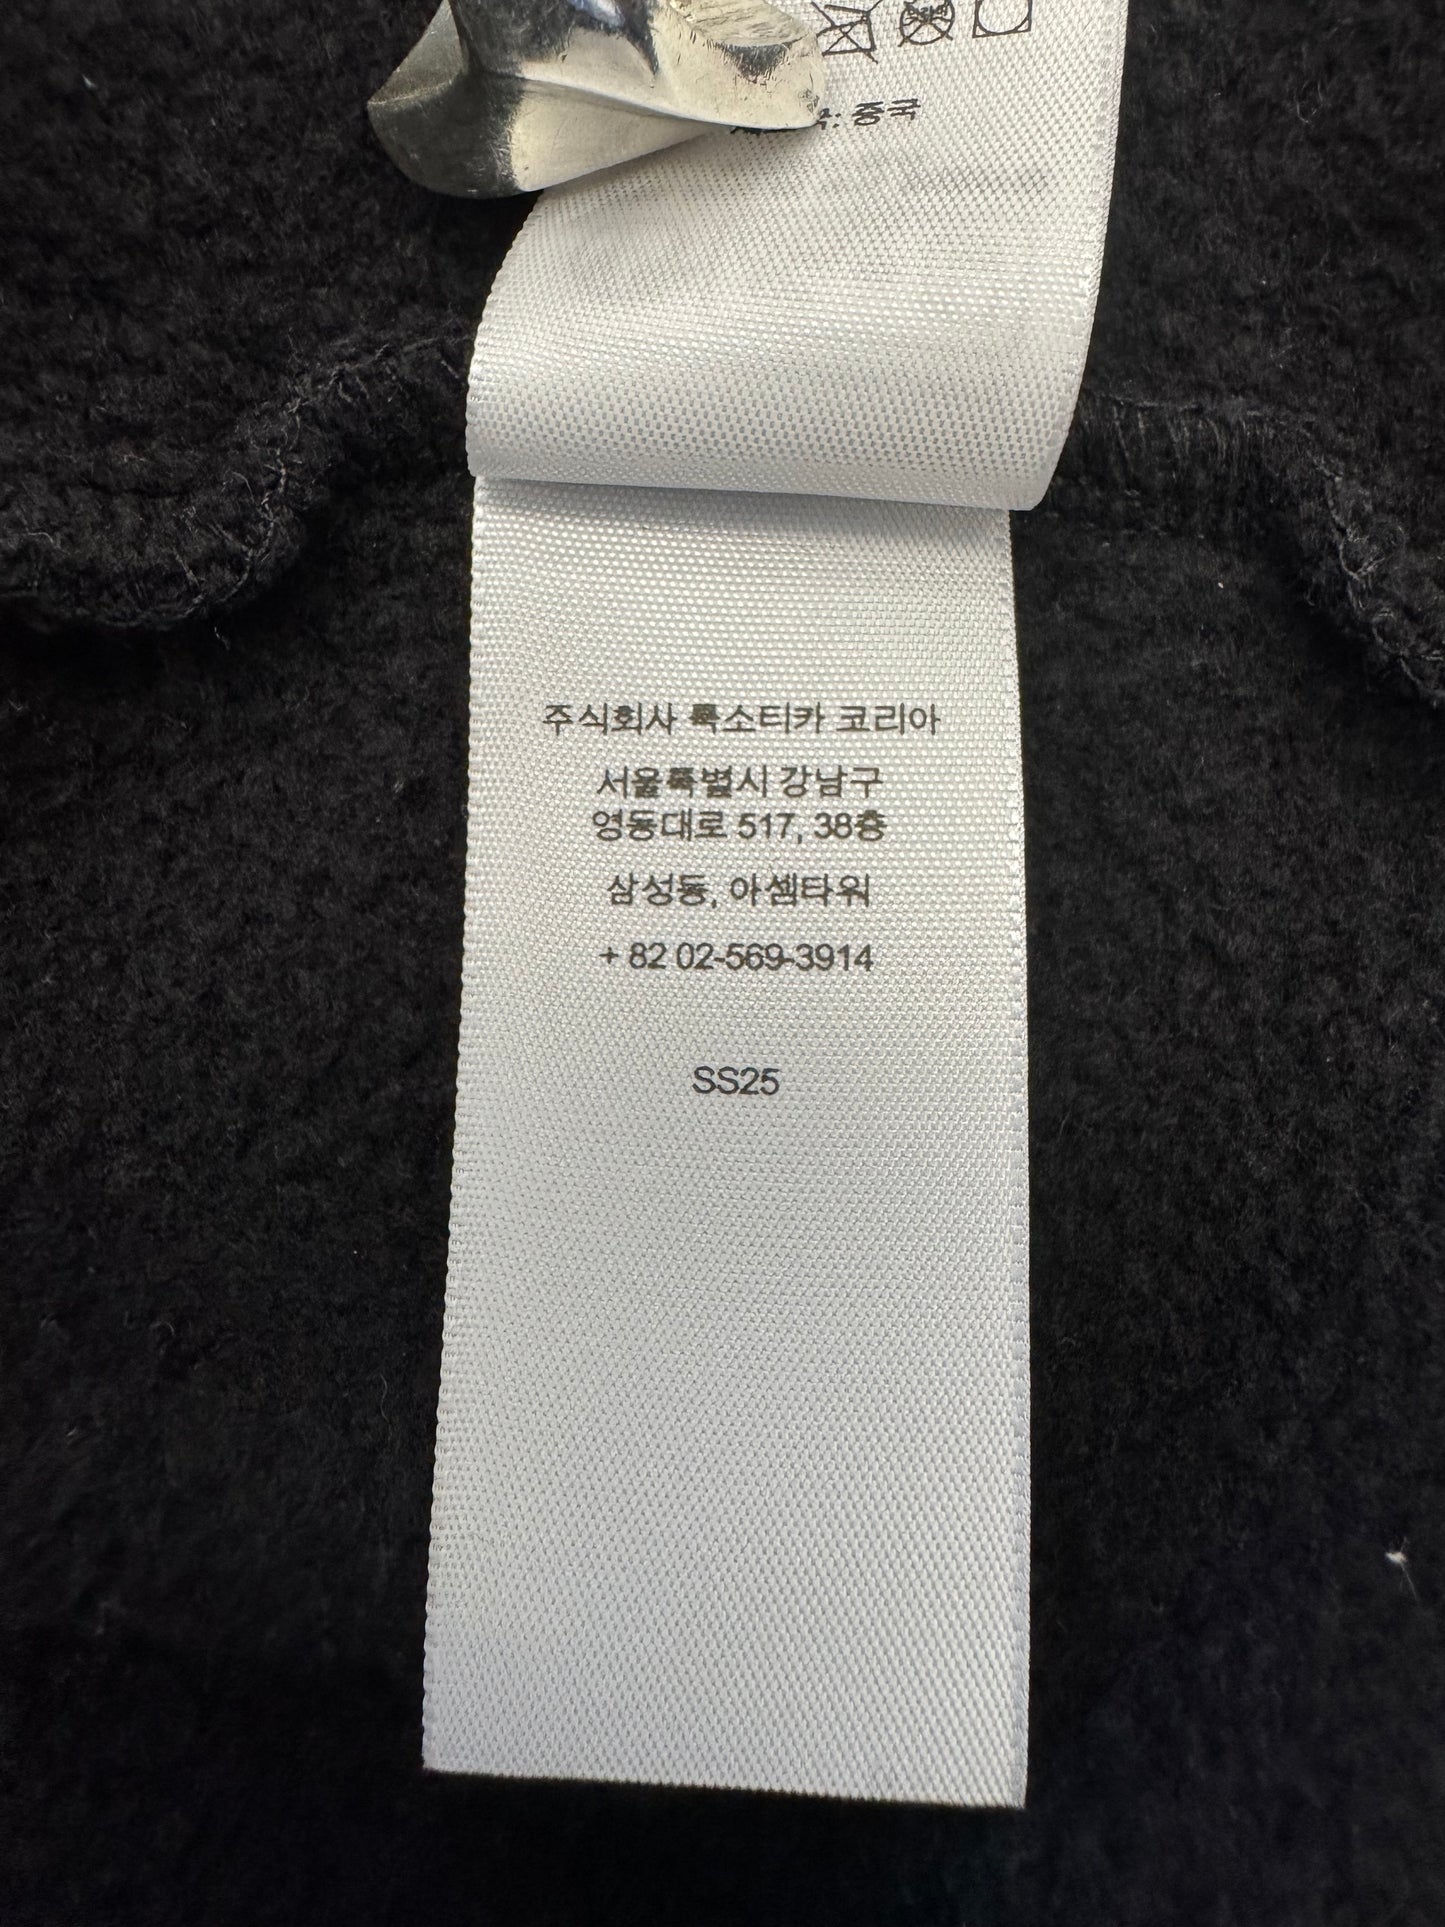 : 중국
주식회사 룩소티카 코리아
서울특별시 강남구
영동대로 517, 38층
삼성동, 아셈타워
+ 82 02-569-3914
SS25